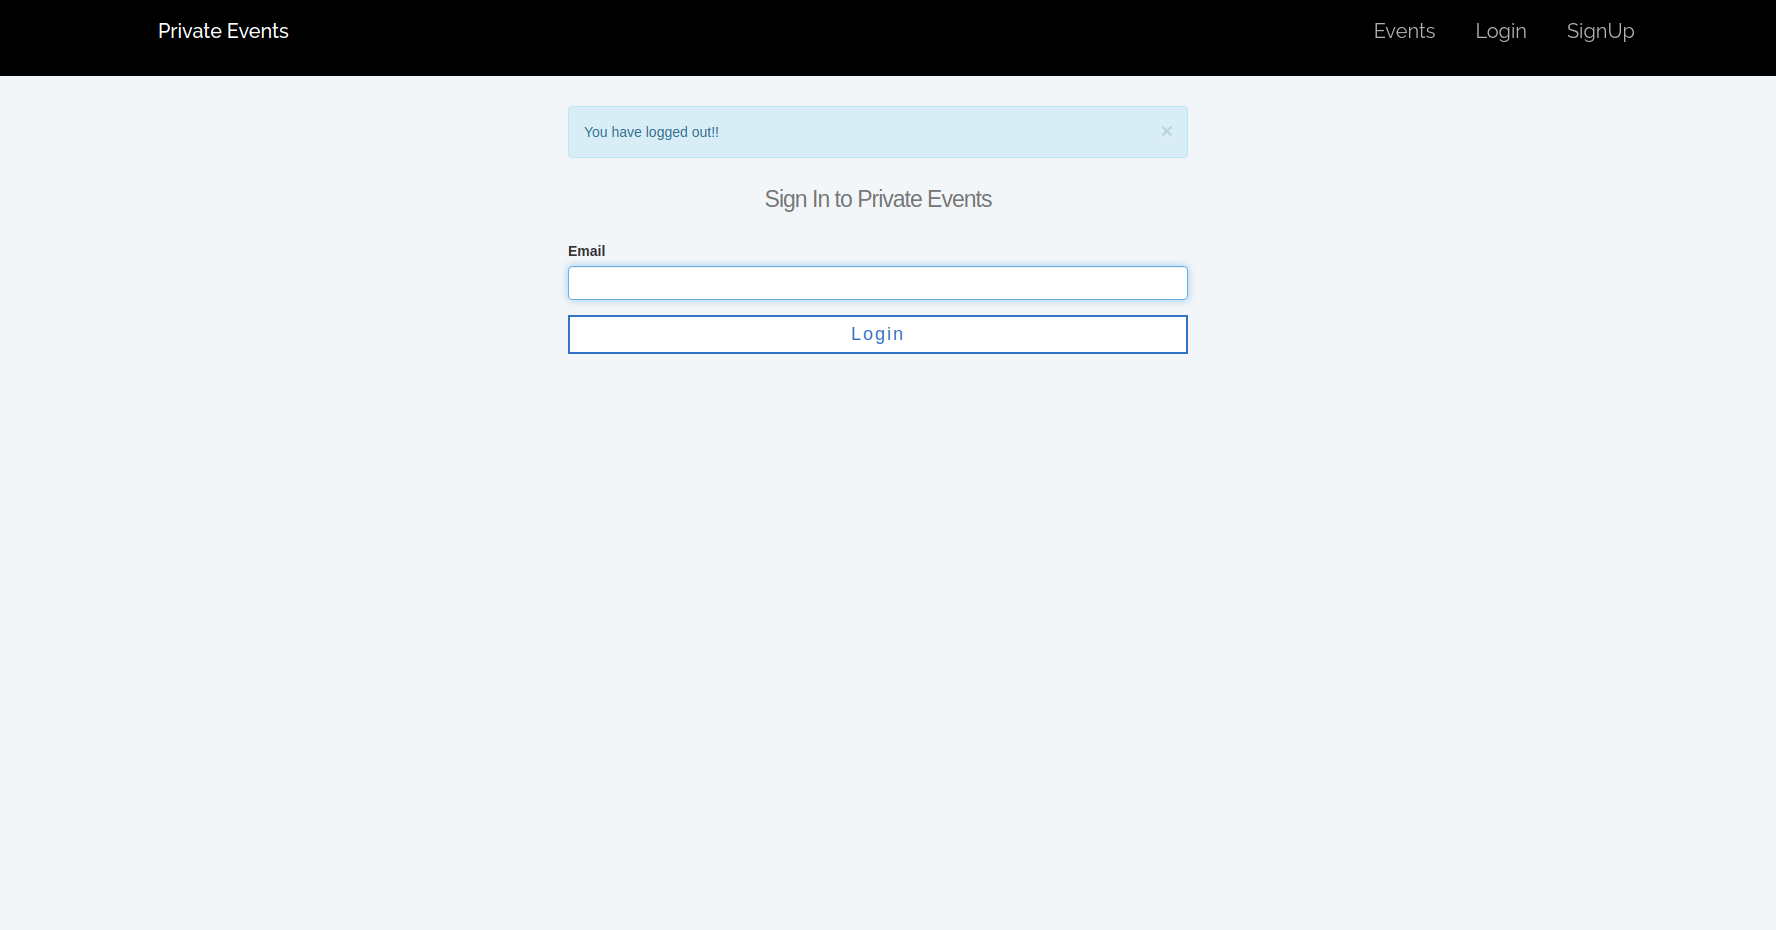 Private Events
Events Login SignUp
You have logged out!! ×
Sign In to Private Events
Email
Login